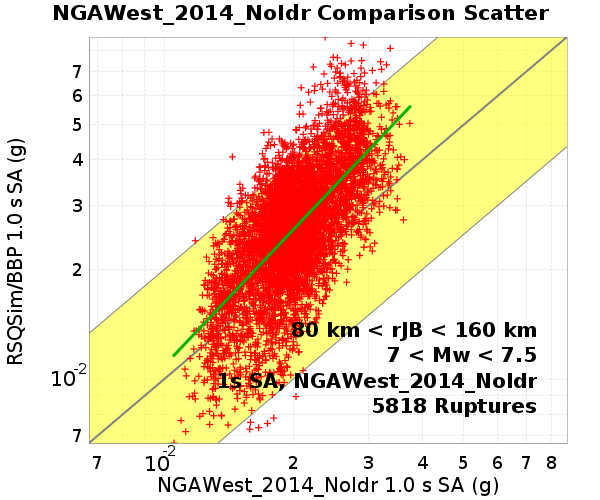 NGAWest_2014_NoIdr Comparison Scatter
RSQSim/BBP 1.0 s SA (g)
7
6
5
4
3
2
10-2
7
80 km < rJB < 160 km
7 < Mw < 7.5
1s SA, NGAWest_2014_NoIdr
5818 Ruptures
7 10-2 2 3 4 5 6 7 8
NGAWest_2014_NoIdr 1.0 s SA (g)